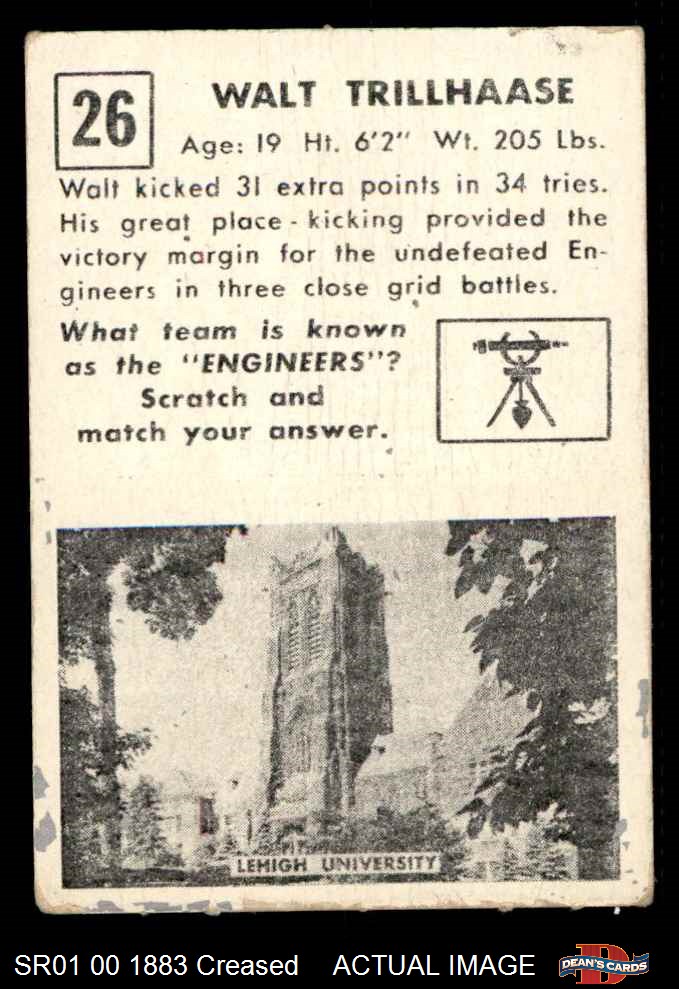 26
WALT TRILLHAASE
Age: 19 Ht. 6'2" Wt. 205 Lbs.
Walt kicked 31 extra points in 34 tries.
His great place-kicking provided the
victory margin for the undefeated En-
gineers in three close grid battles.
What team is known
as the "ENGINEERS"?
Scratch and
match your answer.
LEHIGH UNIVERSITY
SR01 00 1883 Creased ACTUAL IMAGE
DEAN'S CARDS